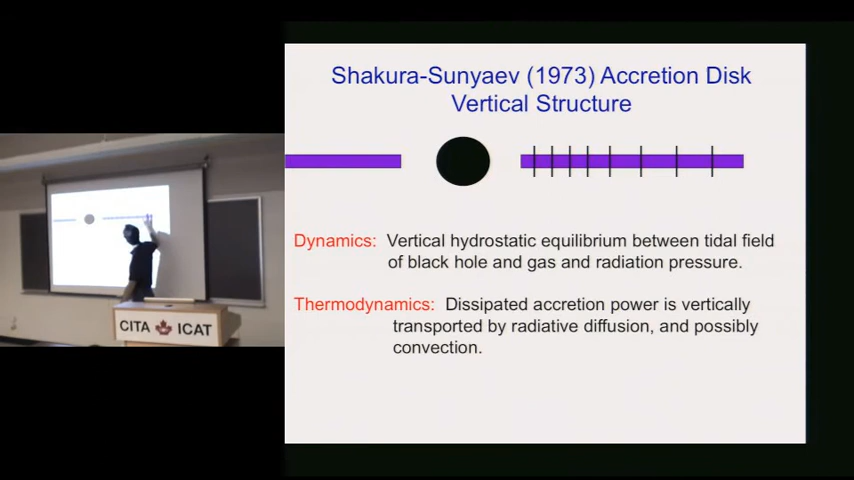 Shakura-Sunyaev (1973) Accretion Disk
Vertical Structure
Dynamics: Vertical hydrostatic equilibrium between tidal field
of black hole and gas and radiation pressure.
Thermodynamics: Dissipated accretion power is vertically
transported by radiative diffusion, and possibly
convection.
CITA ICAT